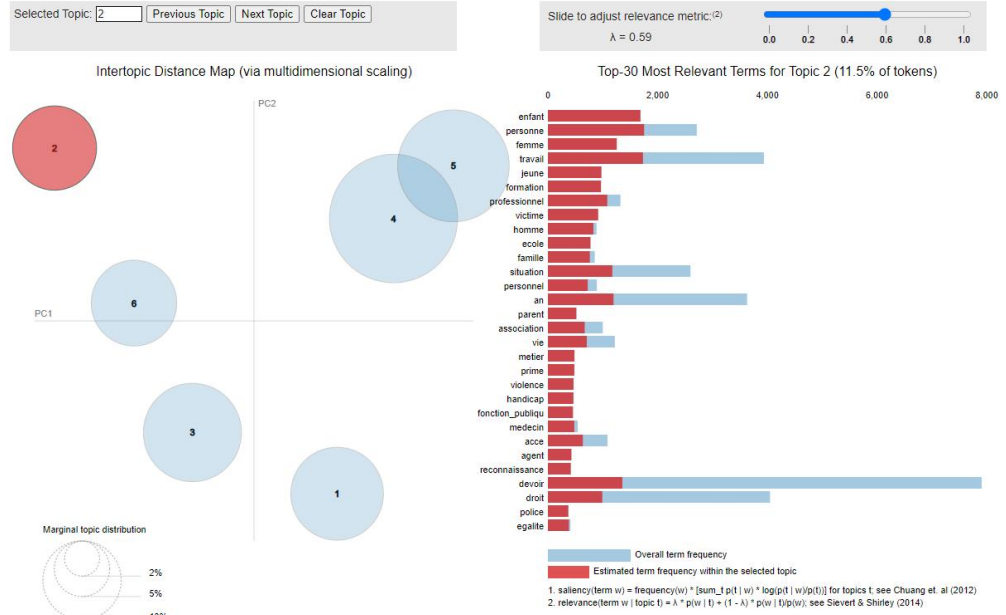 Selected Topic: 2 Previous Topic Next Topic Clear Topic
Slide to adjust relevance metric:(2)
λ = 0.59
0.0 0.2 0.4 0.6 0.8 1.0
Intertopic Distance Map (via multidimensional scaling)
PC2
2
5
4
6
PC1
3
1
Marginal topic distribution
2%
5%
10%
Top-30 Most Relevant Terms for Topic 2 (11.5% of tokens)
0 2,000 4,000 6,000 8,000
enfant
personne
femme
travail
jeune
formation
professionnel
victime
homme
ecole
famille
situation
personnel
an
parent
association
vie
metier
prime
violence
handicap
fonction_publiqu
medecin
acce
agent
reconnaissance
devoir
droit
police
egalite
Overall term frequency
Estimated term frequency within the selected topic
1. saliency(term w) = frequency(w) * [sum_t p(t | w) * log(p(t | w)/p(t))] for topics t; see Chuang et. al (2012)
2. relevance(term w | topic t) = λ * p(w | t) + (1 - λ) * p(w | t)/p(w); see Sievert & Shirley (2014)